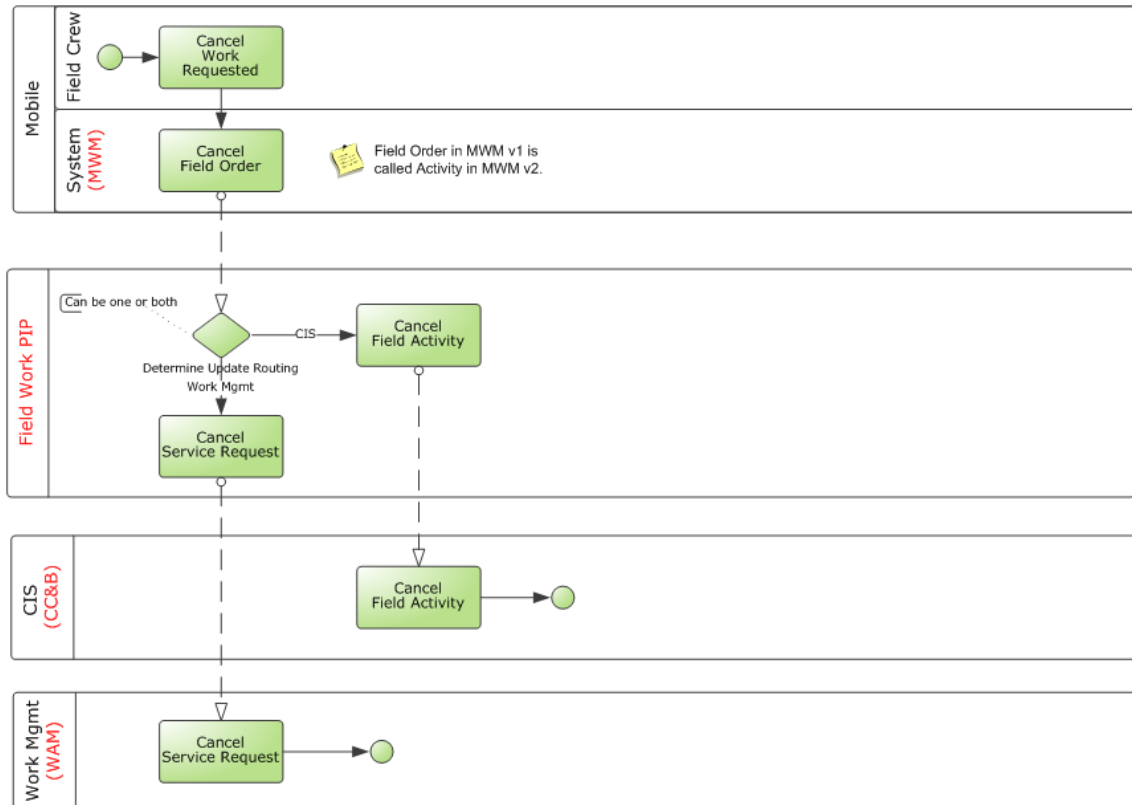 Mobile
Field Crew
Cancel
Work
Requested
System
(MWM)
Cancel
Field Order
Field Order in MWM v1 is
called Activity in MWM v2.
Field Work PIP
Can be one or both
CIS
Cancel
Field Activity
Determine Update Routing
Work Mgmt
Cancel
Service Request
CIS
(CC&B)
Cancel
Field Activity
Work Mgmt
(WAM)
Cancel
Service Request